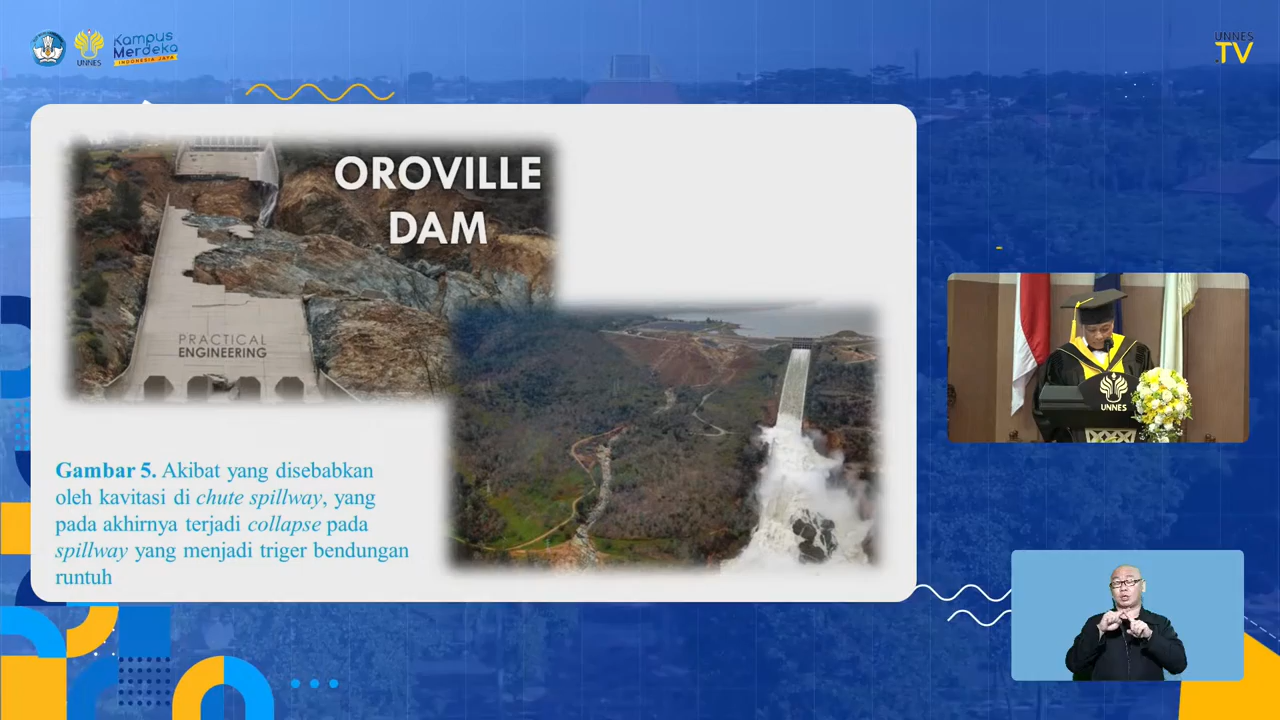 UNNES
Kampus
Merdeka
INDONESIA JAYA
UNNES
TV
OROVILLE
DAM
PRACTICAL
ENGINEERING
Gambar 5. Akibat yang disebabkan
oleh kavitasi di chute spillway, yang
pada akhirnya terjadi collapse pada
spillway yang menjadi triger bendungan
runtuh
UNNES